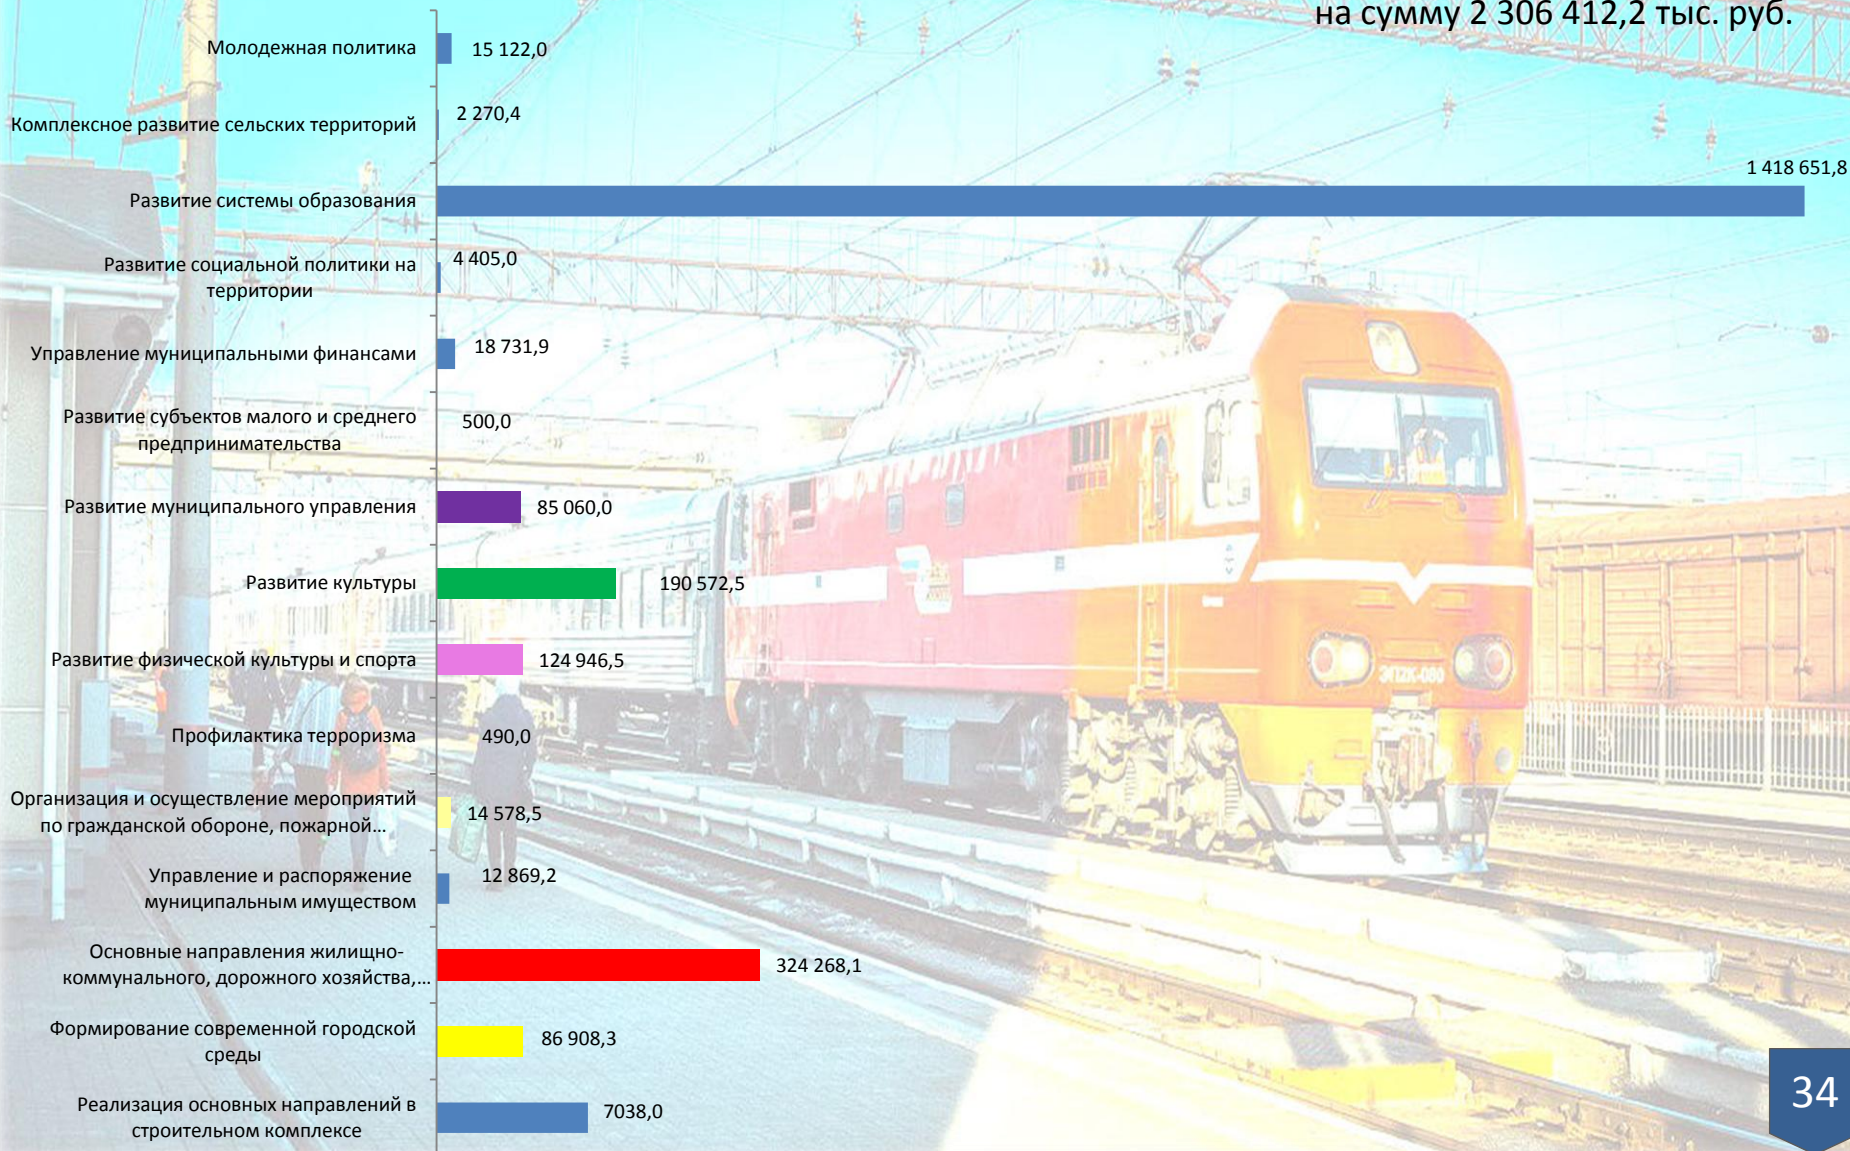 на сумму 2 306 412,2 тыс. руб.
Молодежная политика
15 122,0
Комплексное развитие сельских территорий
2 270,4
Развитие системы образования
1 418 651,8
Развитие социальной политики на
территории
4 405,0
Управление муниципальными финансами
18 731,9
Развитие субъектов малого и среднего
предпринимательства
500,0
Развитие муниципального управления
85 060,0
Развитие культуры
190 572,5
Развитие физической культуры и спорта
124 946,5
Профилактика терроризма
490,0
Организация и осуществление мероприятий
по гражданской обороне, пожарной…
14 578,5
Управление и распоряжение
муниципальным имуществом
12 869,2
Основные направления жилищно-
коммунального, дорожного хозяйства,…
324 268,1
Формирование современной городской
среды
86 908,3
Реализация основных направлений в
строительном комплексе
7038,0
ЭП2К-080
34